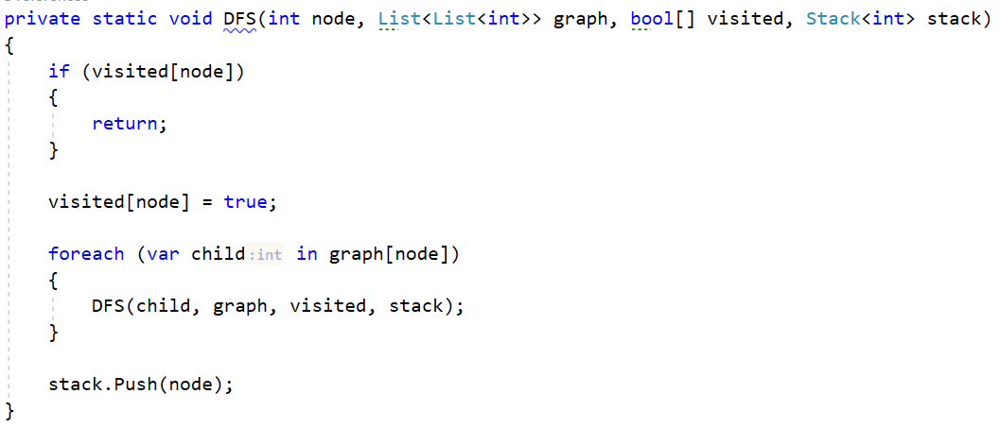 private static void DFS(int node, List<List<int>> graph, bool[] visited, Stack<int> stack)
{
    if (visited[node])
    {
        return;
    }

    visited[node] = true;

    foreach (var child:int in graph[node])
    {
        DFS(child, graph, visited, stack);
    }

    stack.Push(node);
}